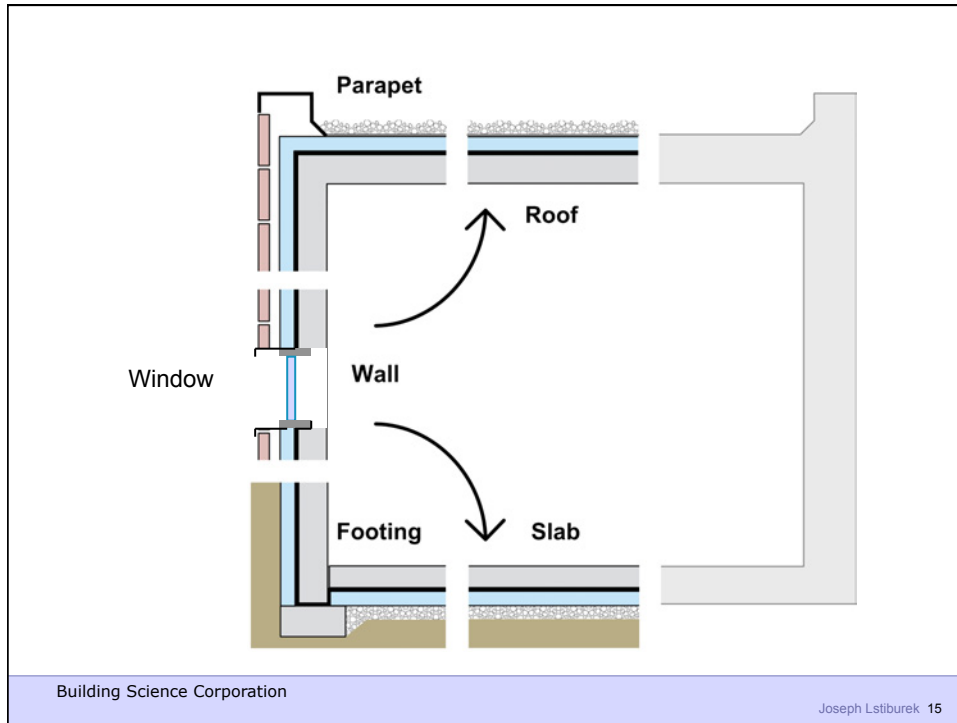 Parapet
Roof
Window
Wall
Footing
Slab
Building Science Corporation
Joseph Lstiburek 15